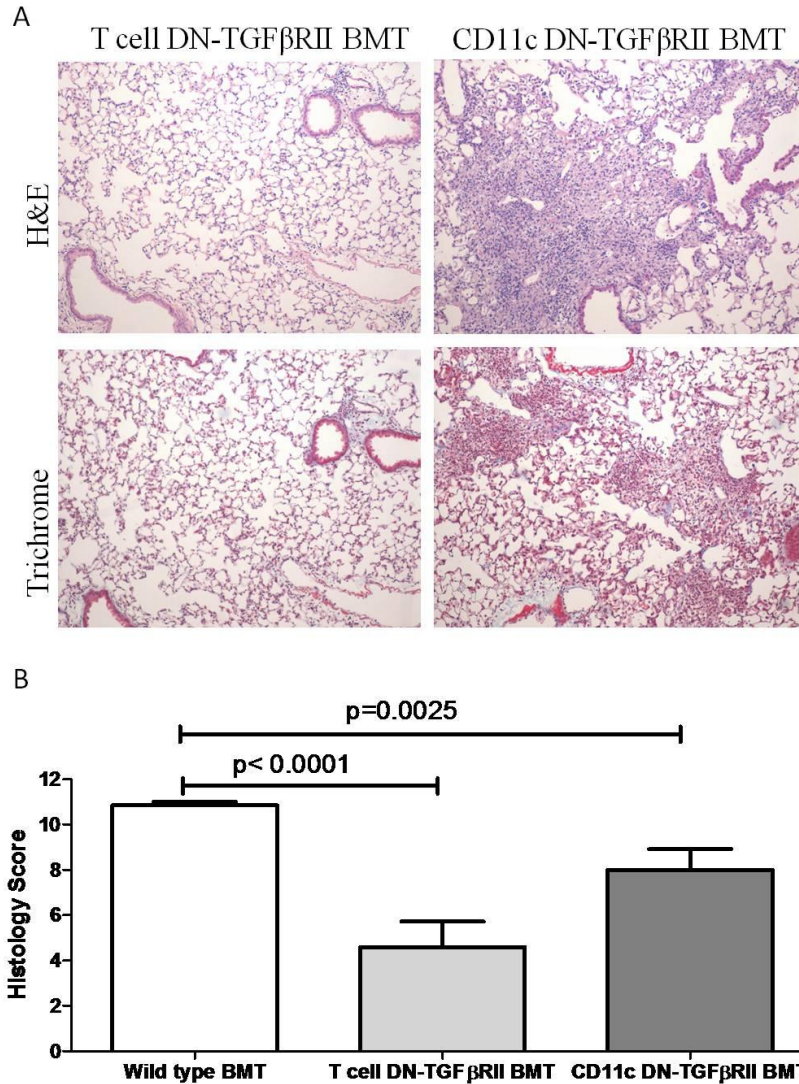 A
T cell DN-TGFβRII BMT
CD11c DN-TGFβRII BMT
H&E
Trichrome
B
p=0.0025
p< 0.0001
Histology Score
12
10
8
6
4
2
0
Wild type BMT
T cell DN-TGFβRII BMT
CD11c DN-TGFβRII BMT